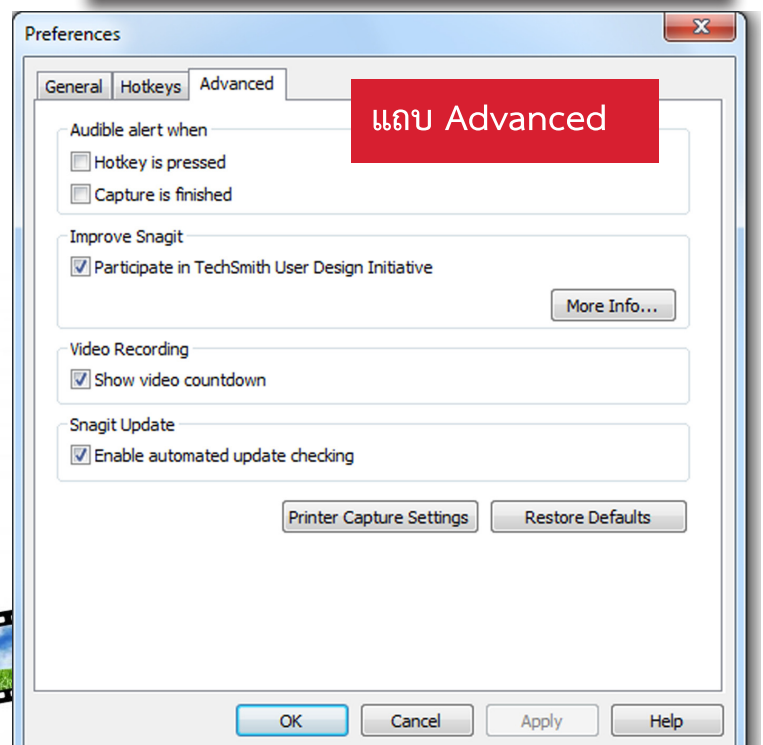 Preferences
General Hotkeys Advanced
แถบ Advanced
Audible alert when
Hotkey is pressed
Capture is finished
Improve Snagit
Participate in TechSmith User Design Initiative
More Info...
Video Recording
Show video countdown
Snagit Update
Enable automated update checking
Printer Capture Settings Restore Defaults
OK Cancel Apply Help